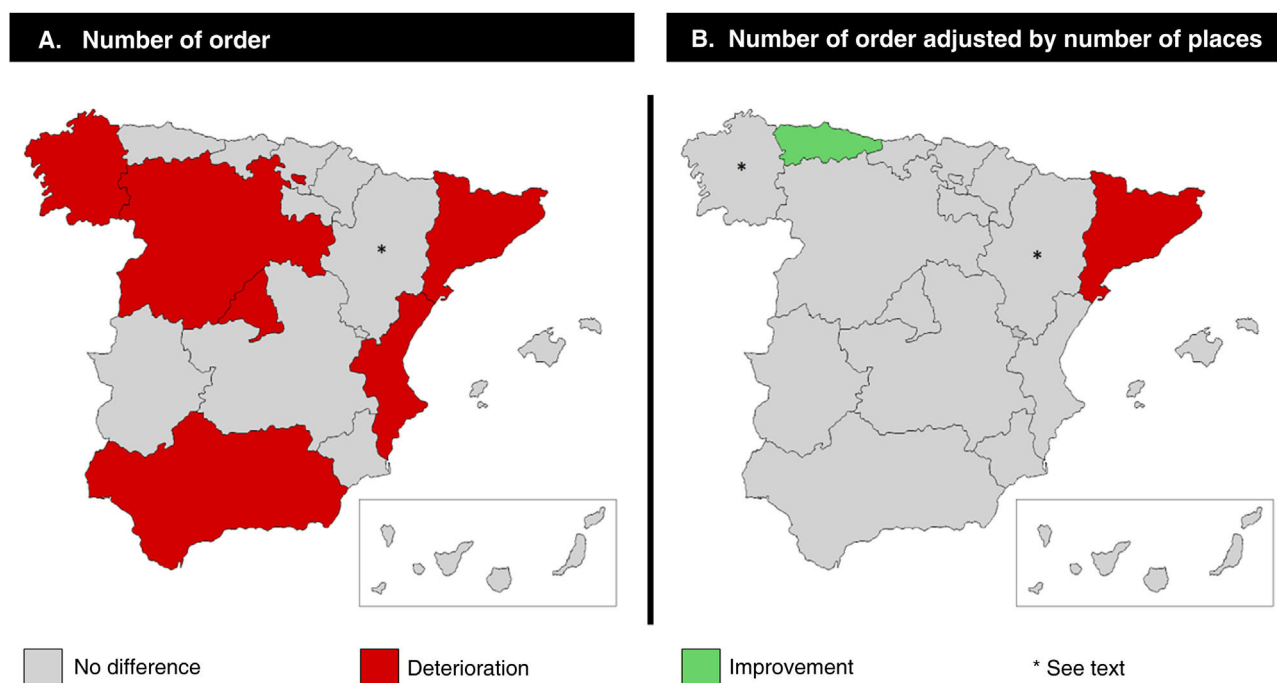 A. Number of order
B. Number of order adjusted by number of places
*
*
*
No difference
Deterioration
Improvement
* See text